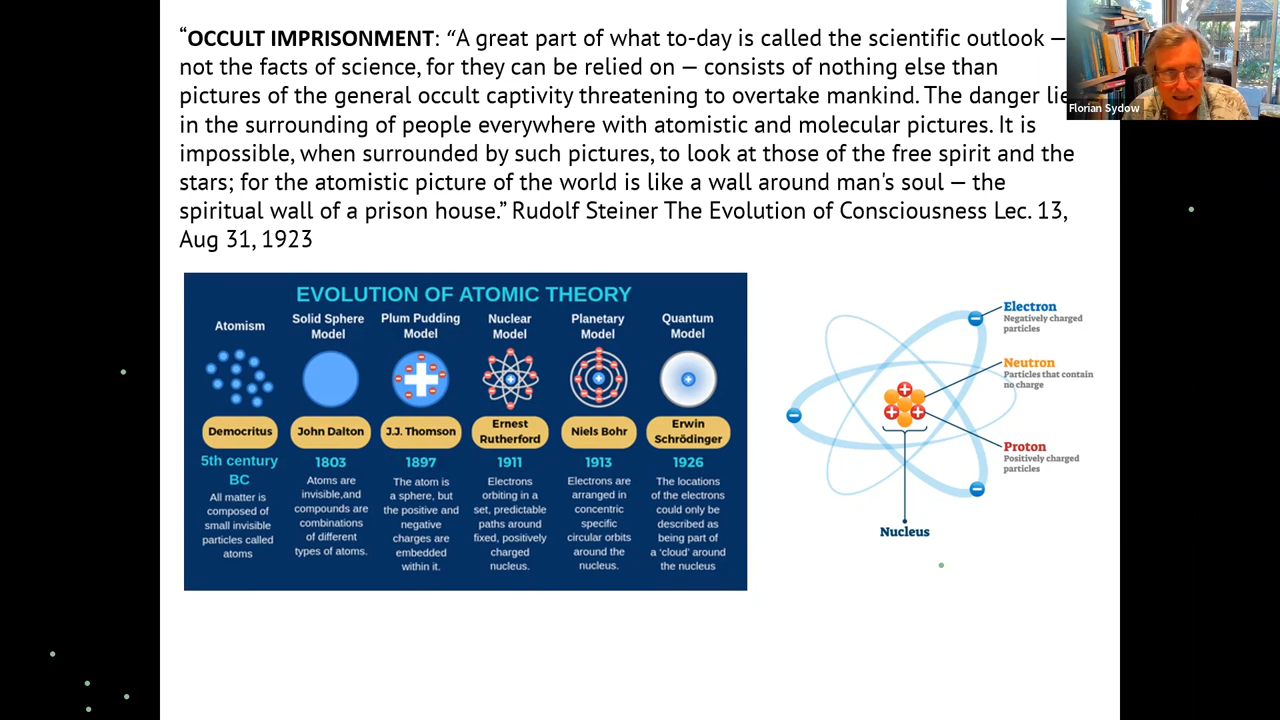 “OCCULT IMPRISONMENT: “A great part of what to-day is called the scientific outlook —
not the facts of science, for they can be relied on — consists of nothing else than
pictures of the general occult captivity threatening to overtake mankind. The danger lie
in the surrounding of people everywhere with atomistic and molecular pictures. It is
impossible, when surrounded by such pictures, to look at those of the free spirit and the
stars; for the atomistic picture of the world is like a wall around man's soul — the
spiritual wall of a prison house.” Rudolf Steiner The Evolution of Consciousness Lec. 13,
Aug 31, 1923
Florian Sydow
EVOLUTION OF ATOMIC THEORY
Atomism
Democritus
5th century
BC
All matter is
composed of
small invisible
particles called
atoms
Solid Sphere
Model
John Dalton
1803
Atoms are
invisible,and
compounds are
combinations
of different
types of atoms.
Plum Pudding
Model
J.J. Thomson
1897
The atom is
a sphere, but
the positive and
negative
charges are
embedded
within it.
Nuclear
Model
Ernest
Rutherford
1911
Electrons
orbiting in a
set, predictable
paths around
fixed, positively
charged
nucleus.
Planetary
Model
Niels Bohr
1913
Electrons are
arranged in
concentric
specific
circular orbits
around the
nucleus.
Quantum
Model
Erwin
Schrödinger
1926
The locations
of the electrons
could only be
described as
being part of
a ‘cloud’ around
the nucleus
Electron
Negatively charged
particles
Neutron
Particles that contain
no charge
Proton
Positively charged
particles
Nucleus